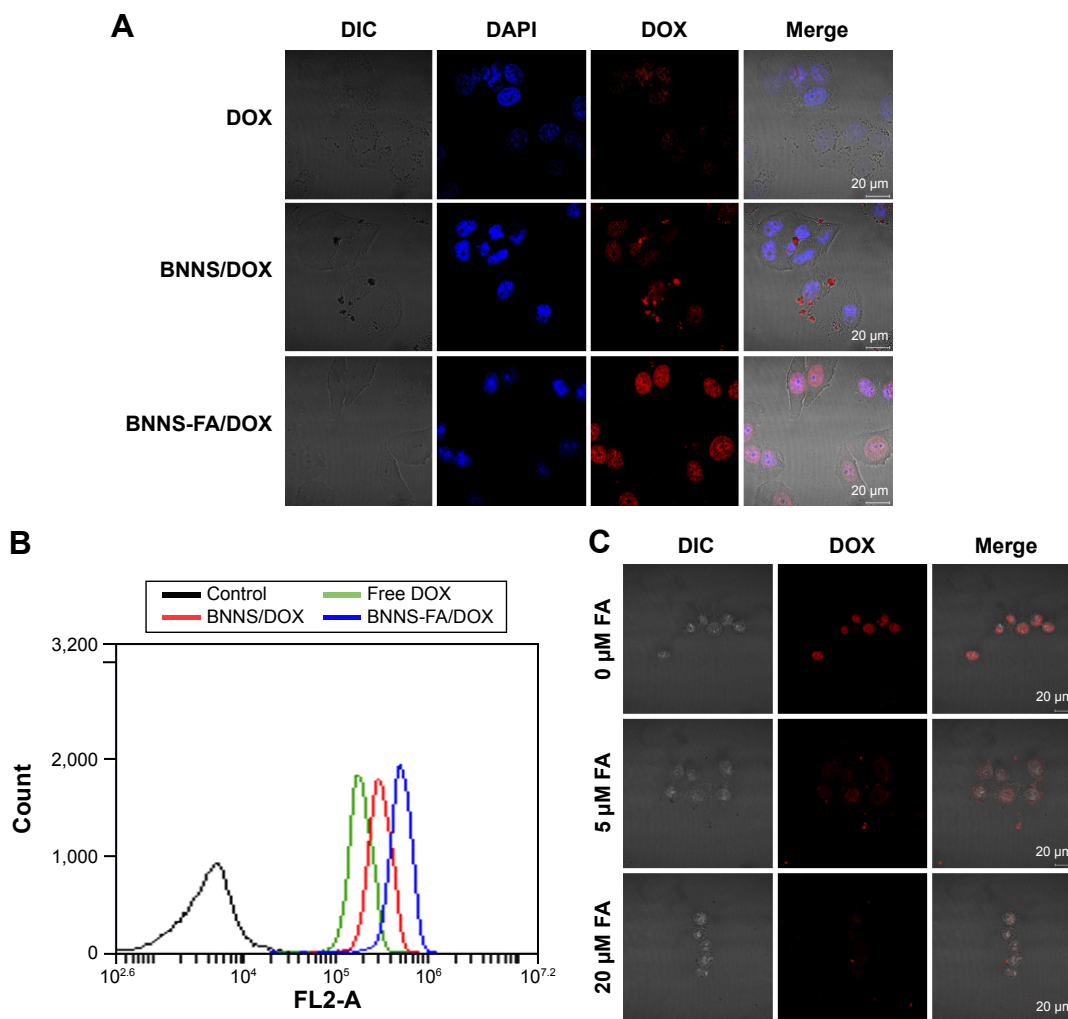 A
DIC DAPI DOX Merge
DOX
20 µm
BNNS/DOX
20 µm
BNNS-FA/DOX
20 µm
B
Control Free DOX
BNNS/DOX BNNS-FA/DOX
3,200
2,000
1,000
0
Count
10^2.6 10^4 10^5 10^6 10^7.2
FL2-A
C
DIC DOX Merge
0 µM FA
20 µm
5 µM FA
20 µm
20 µM FA
20 µm